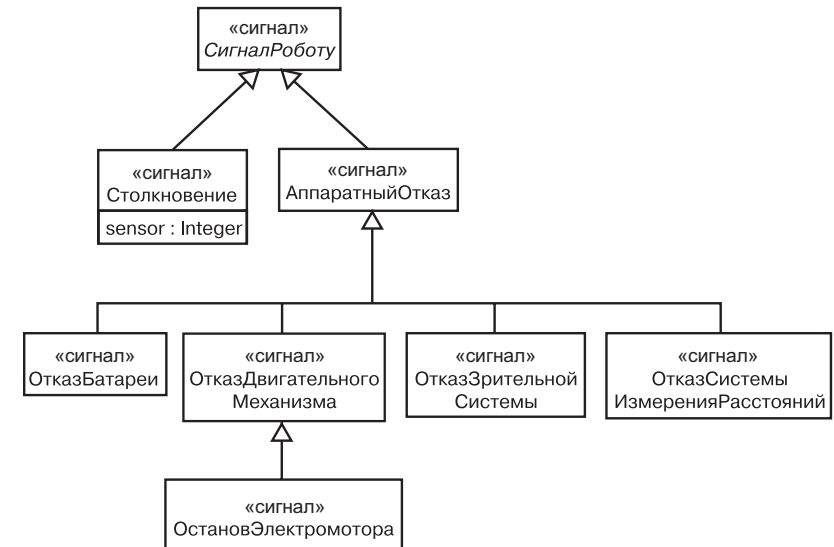 «сигнал»
СигналРоботу
«сигнал»
Столкновение
sensor : Integer
«сигнал»
АппаратныйОтказ
«сигнал»
ОтказБатареи
«сигнал»
ОтказДвигательного
Механизма
«сигнал»
ОтказЗрительной
Системы
«сигнал»
ОтказСистемы
ИзмеренияРасстояний
«сигнал»
ОстановЭлектромотора